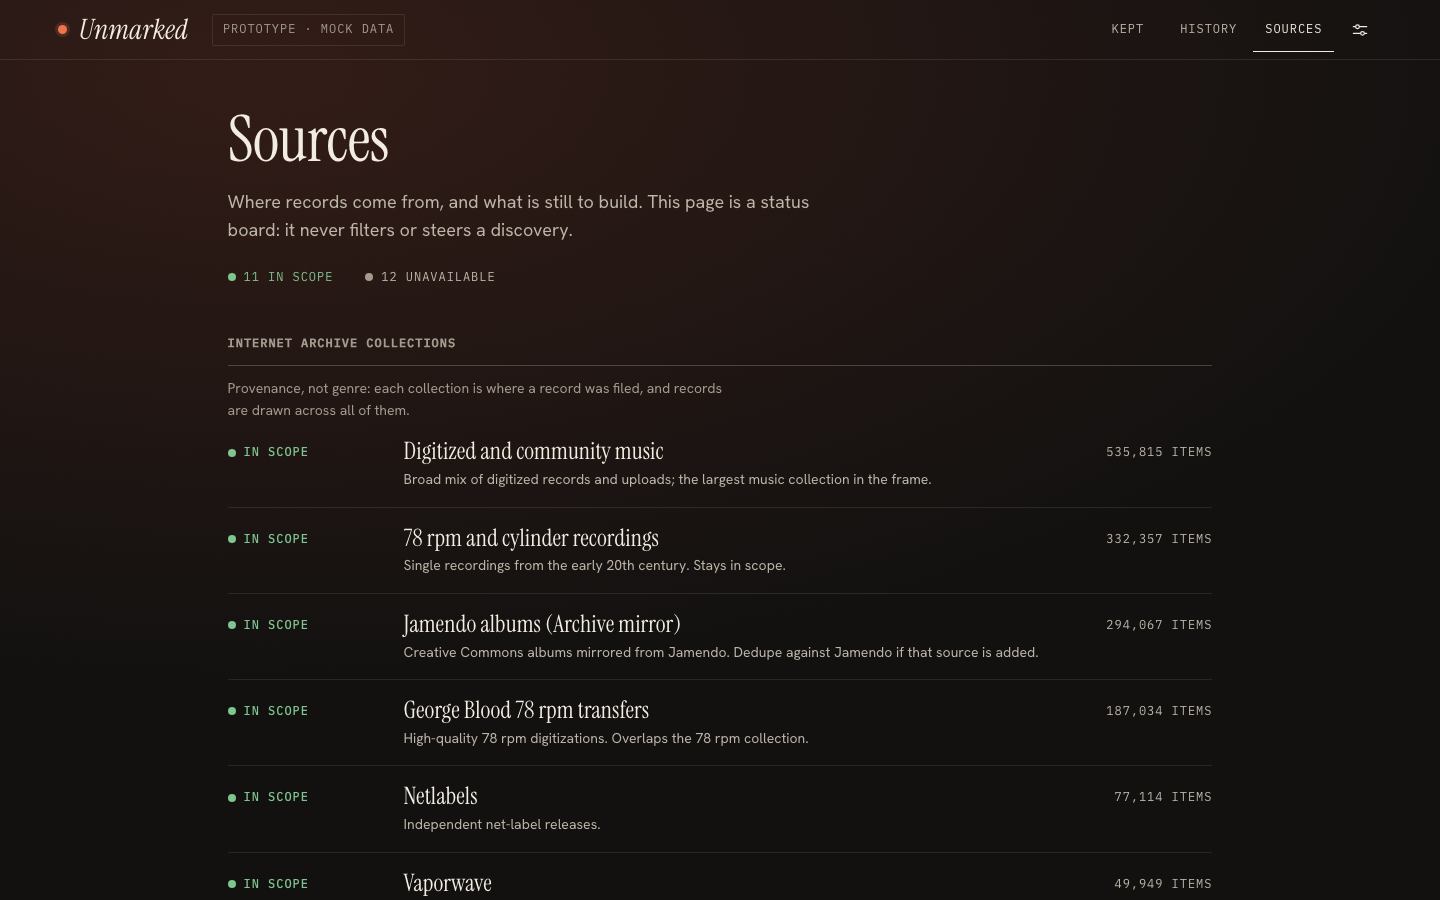 Unmarked
PROTOTYPE · MOCK DATA
KEPT
HISTORY
SOURCES
Sources
Where records come from, and what is still to build. This page is a status
board: it never filters or steers a discovery.
11 IN SCOPE
12 UNAVAILABLE
INTERNET ARCHIVE COLLECTIONS
Provenance, not genre: each collection is where a record was filed, and records
are drawn across all of them.
IN SCOPE
Digitized and community music
535,815 ITEMS
Broad mix of digitized records and uploads; the largest music collection in the frame.
IN SCOPE
78 rpm and cylinder recordings
332,357 ITEMS
Single recordings from the early 20th century. Stays in scope.
IN SCOPE
Jamendo albums (Archive mirror)
294,067 ITEMS
Creative Commons albums mirrored from Jamendo. Dedupe against Jamendo if that source is added.
IN SCOPE
George Blood 78 rpm transfers
187,034 ITEMS
High-quality 78 rpm digitizations. Overlaps the 78 rpm collection.
IN SCOPE
Netlabels
77,114 ITEMS
Independent net-label releases.
IN SCOPE
Vaporwave
49,949 ITEMS